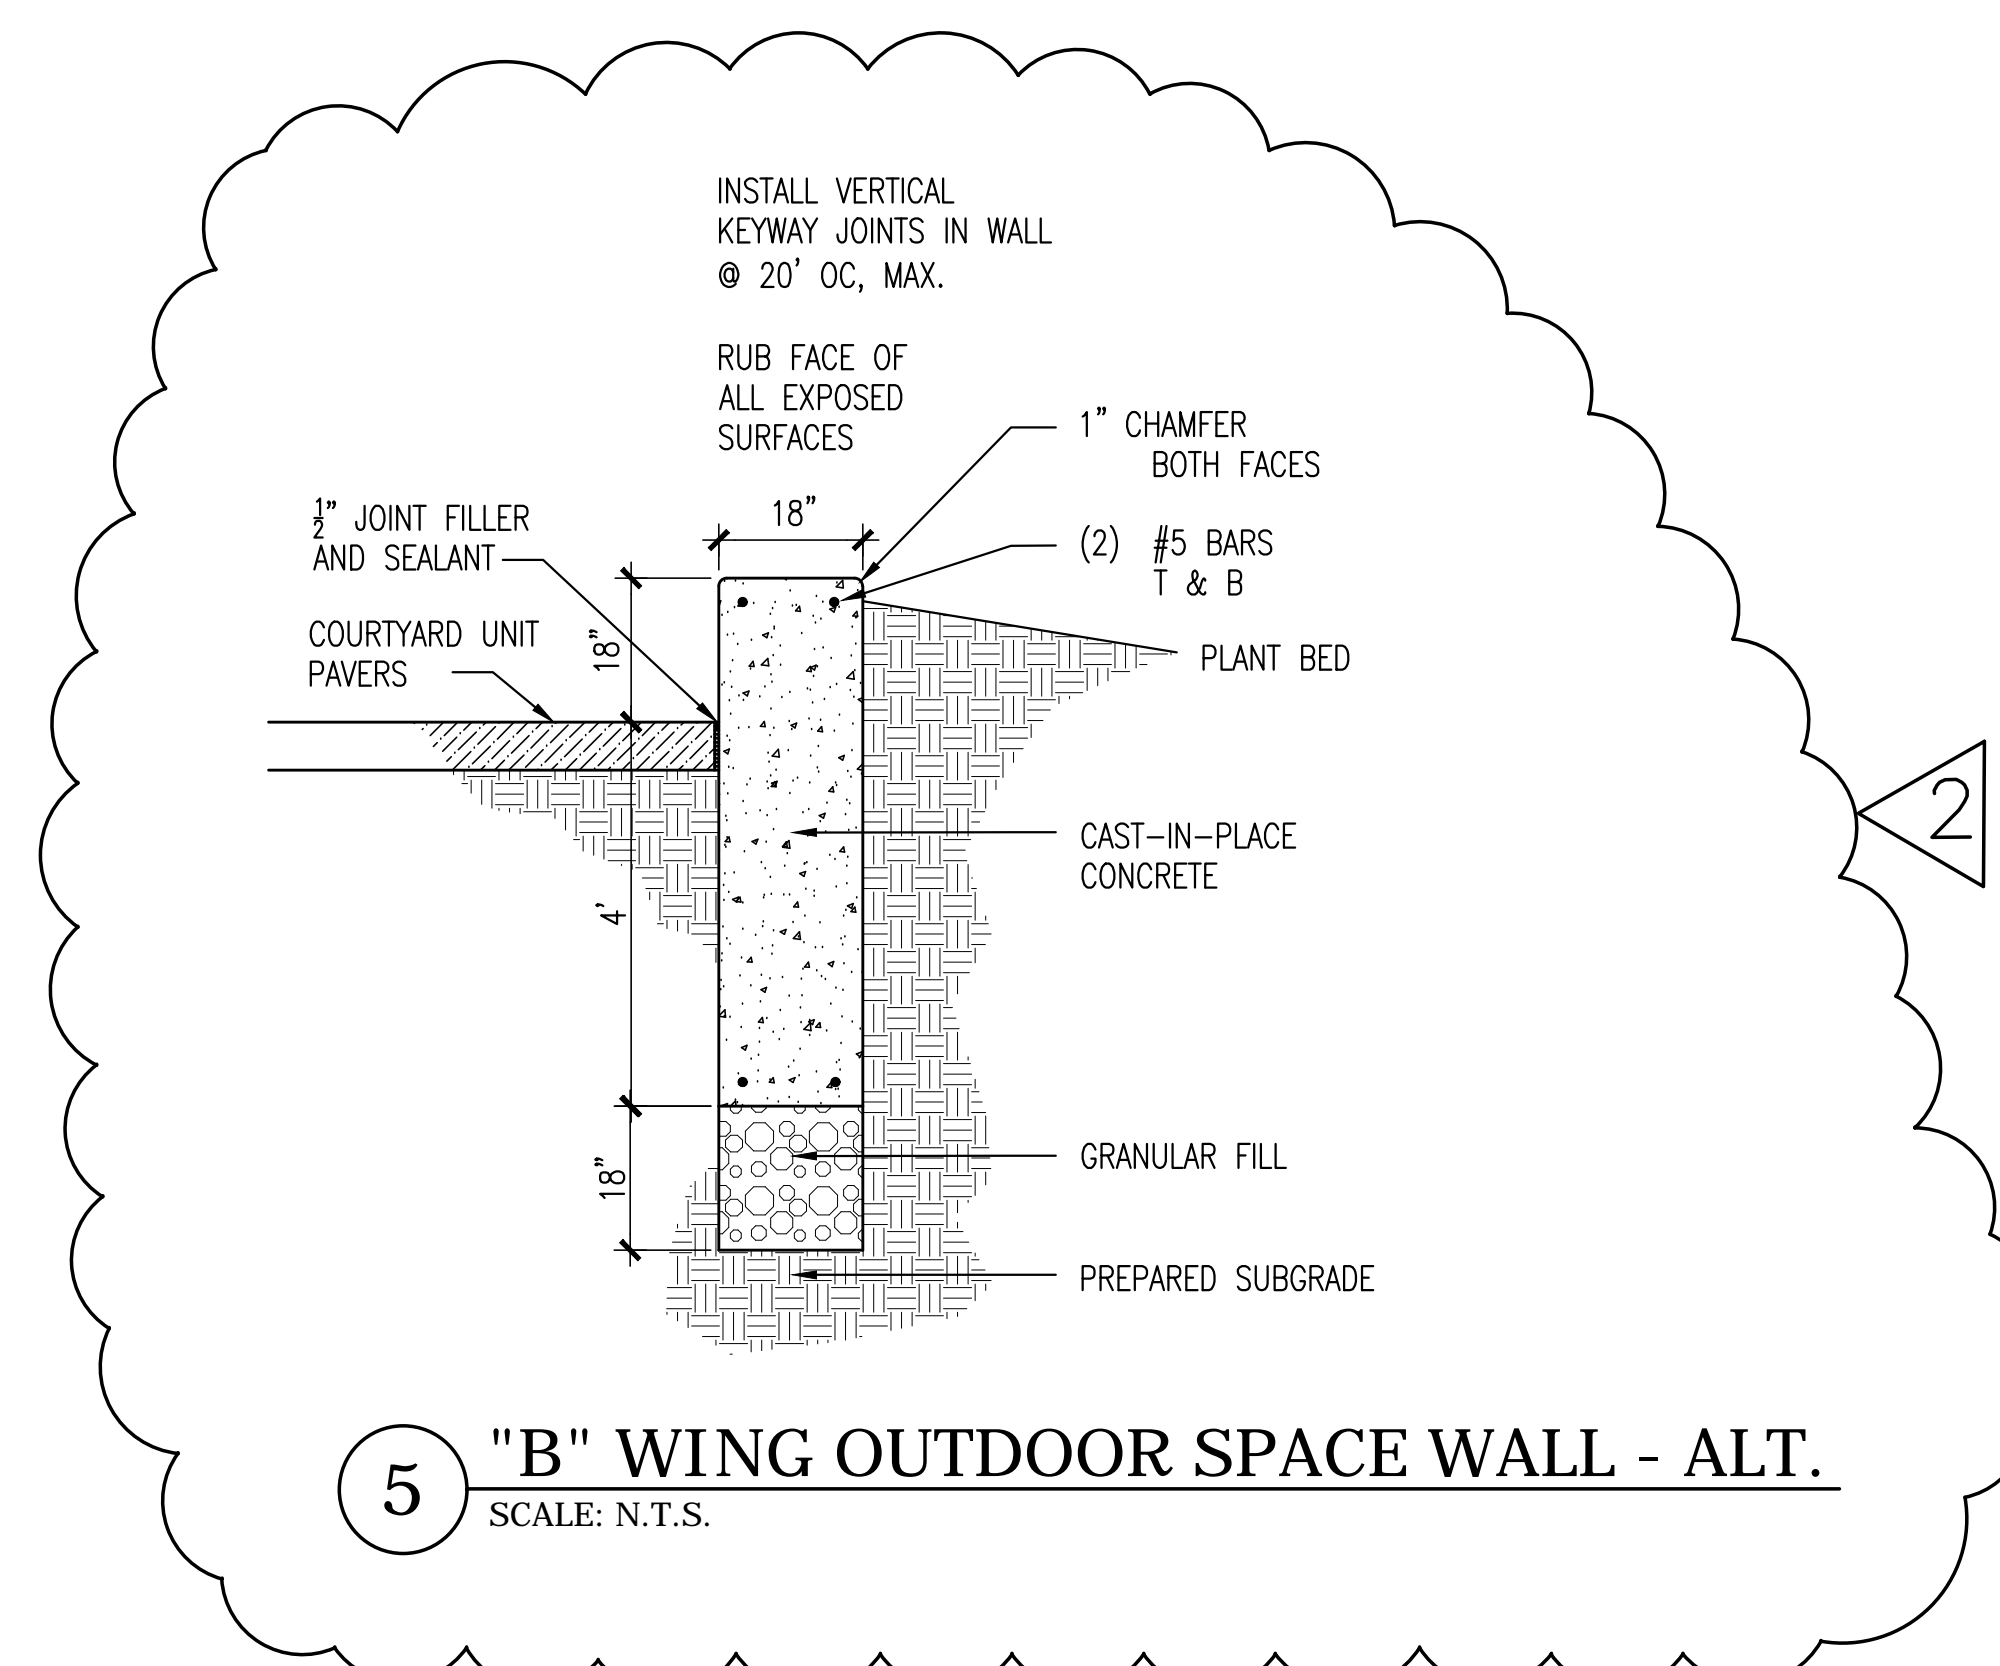 INSTALL VERTICAL
KEYWAY JOINTS IN WALL
@ 20' OC, MAX.
RUB FACE OF
ALL EXPOSED
SURFACES
1" CHAMFER
BOTH FACES
½" JOINT FILLER
AND SEALANT
18"
(2) #5 BARS
T & B
COURTYARD UNIT
PAVERS
18"
PLANT BED
2
CAST-IN-PLACE
CONCRETE
4'
GRANULAR FILL
18"
PREPARED SUBGRADE
5
"B" WING OUTDOOR SPACE WALL - ALT.
SCALE: N.T.S.